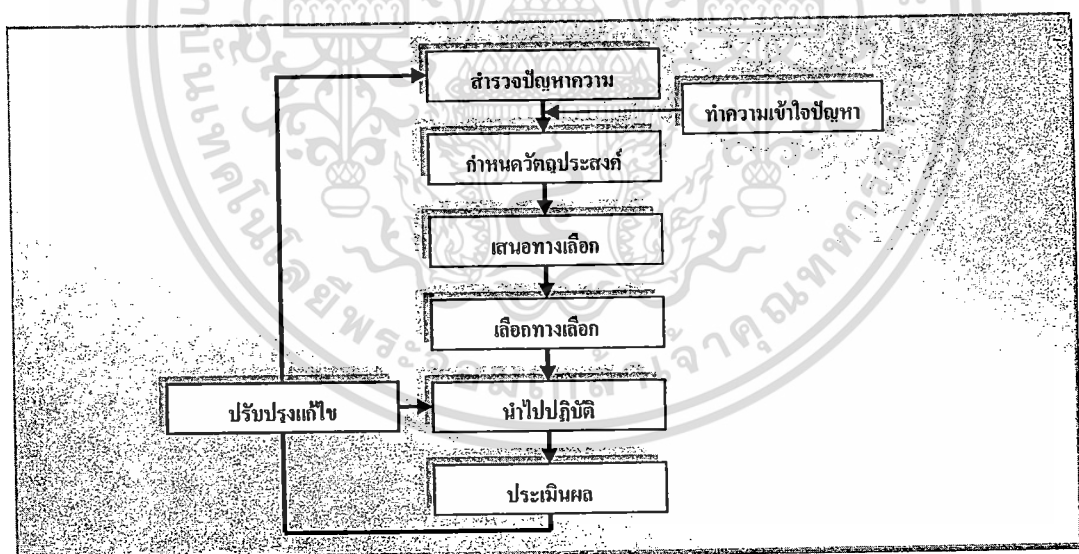 สำรวจปัญหาความ
ทำความเข้าใจปัญหา
กำหนดวัตถุประสงค์
เสนอทางเลือก
เลือกทางเลือก
ปรับปรุงแก้ไข
นำไปปฏิบัติ
ประเมินผล